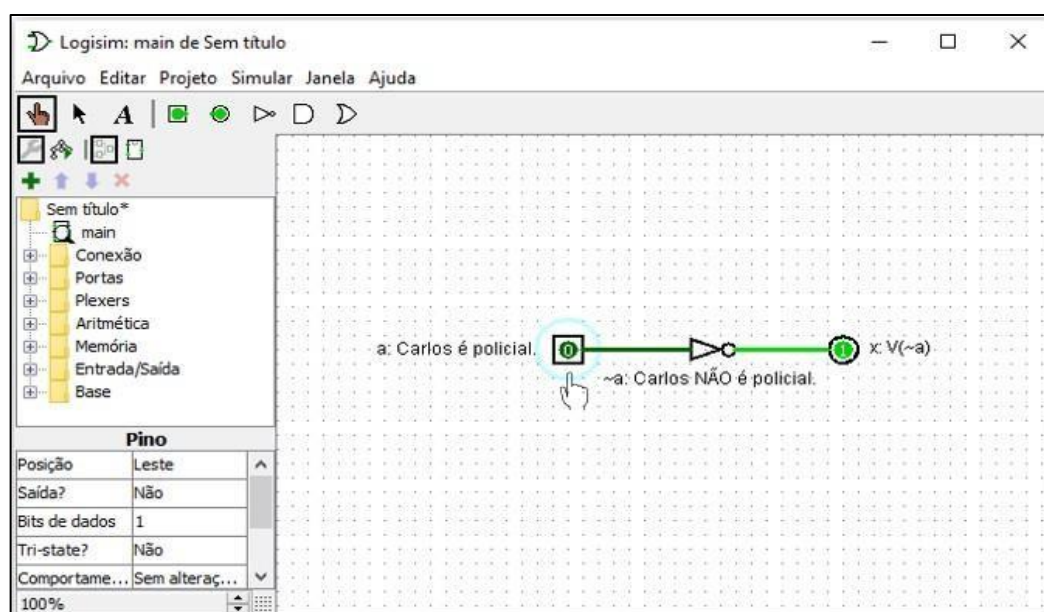 Logisim: main de Sem título
Arquivo Editar Projeto Simular Janela Ajuda
A
Sem título*
main
Conexão
Portas
Plexers
Aritmética
Memória
Entrada/Saída
Base
Pino
Posição Leste
Saída? Não
Bits de dados 1
Tri-state? Não
Comportame... Sem alteraç...
100%
a: Carlos é policial. 0
1 x: V(~a)
~a: Carlos NÃO é policial.